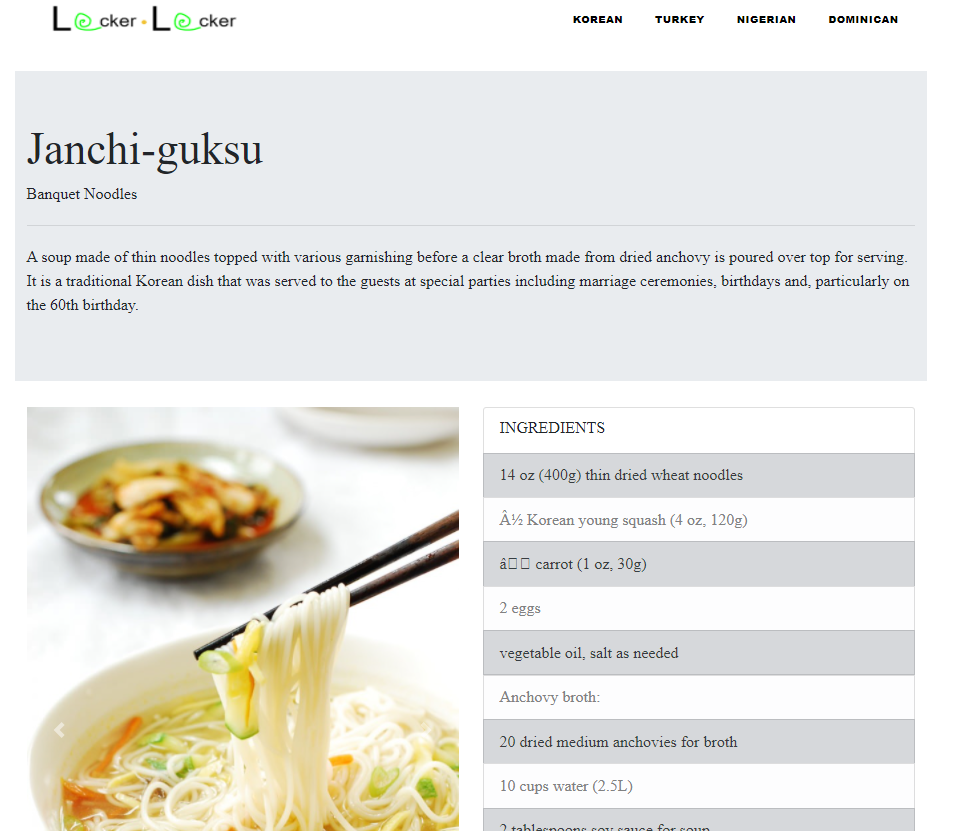 Locker • Locker
KOREAN TURKEY NIGERIAN DOMINICAN
Janchi-guksu
Banquet Noodles
A soup made of thin noodles topped with various garnishing before a clear broth made from dried anchovy is poured over top for serving.
It is a traditional Korean dish that was served to the guests at special parties including marriage ceremonies, birthdays and, particularly on
the 60th birthday.
INGREDIENTS
14 oz (400g) thin dried wheat noodles
Â½ Korean young squash (4 oz, 120g)
â□□ carrot (1 oz, 30g)
2 eggs
vegetable oil, salt as needed
Anchovy broth:
20 dried medium anchovies for broth
10 cups water (2.5L)
2 tablespoons soy sauce for soup